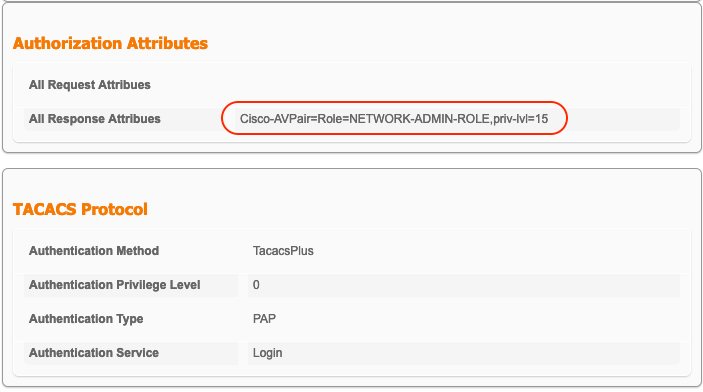 Authorization Attributes
All Request Attribues
All Response Attribues Cisco-AVPair=Role=NETWORK-ADMIN-ROLE,priv-lvl=15
TACACS Protocol
Authentication Method TacacsPlus
Authentication Privilege Level 0
Authentication Type PAP
Authentication Service Login